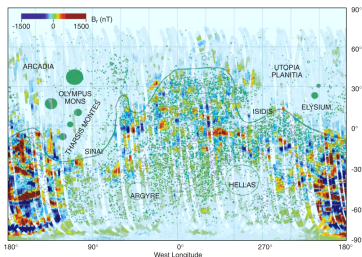 Br (nT)
-1500 0 1500
90°
60°
30°
0°
-30
-60
-90
ARCADIA
UTOPIA
PLANITIA
OLYMPUS
MONS
ELYSIUM
ISIDIS
THARSIS MONTES
SINAI
HELLAS
ARGYRE
180° 90° 0° 270° 180°
West Longitude